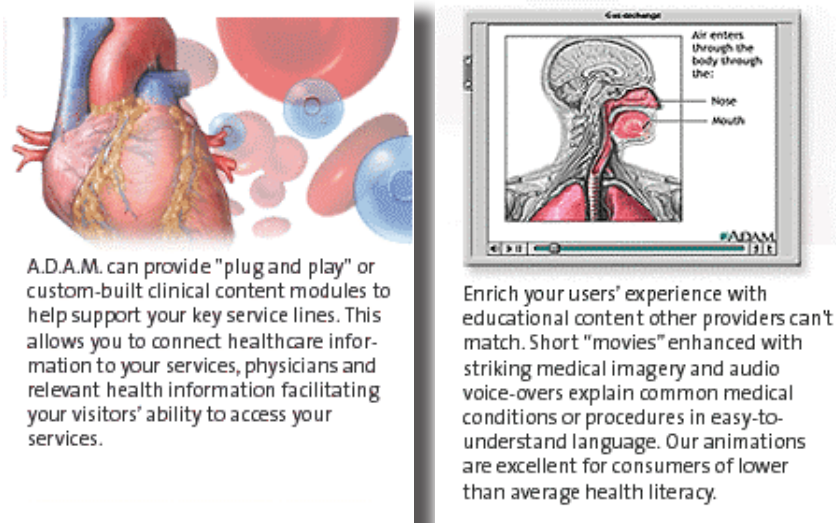 A.D.A.M. can provide "plug and play" or
custom-built clinical content modules to
help support your key service lines. This
allows you to connect healthcare infor-
mation to your services, physicians and
relevant health information facilitating
your visitors' ability to access your
services.
Gas exchange
Air enters
through the
body through
the:
Nose
Mouth
ADAM
Enrich your users' experience with
educational content other providers can't
match. Short "movies" enhanced with
striking medical imagery and audio
voice-overs explain common medical
conditions or procedures in easy-to-
understand language. Our animations
are excellent for consumers of lower
than average health literacy.